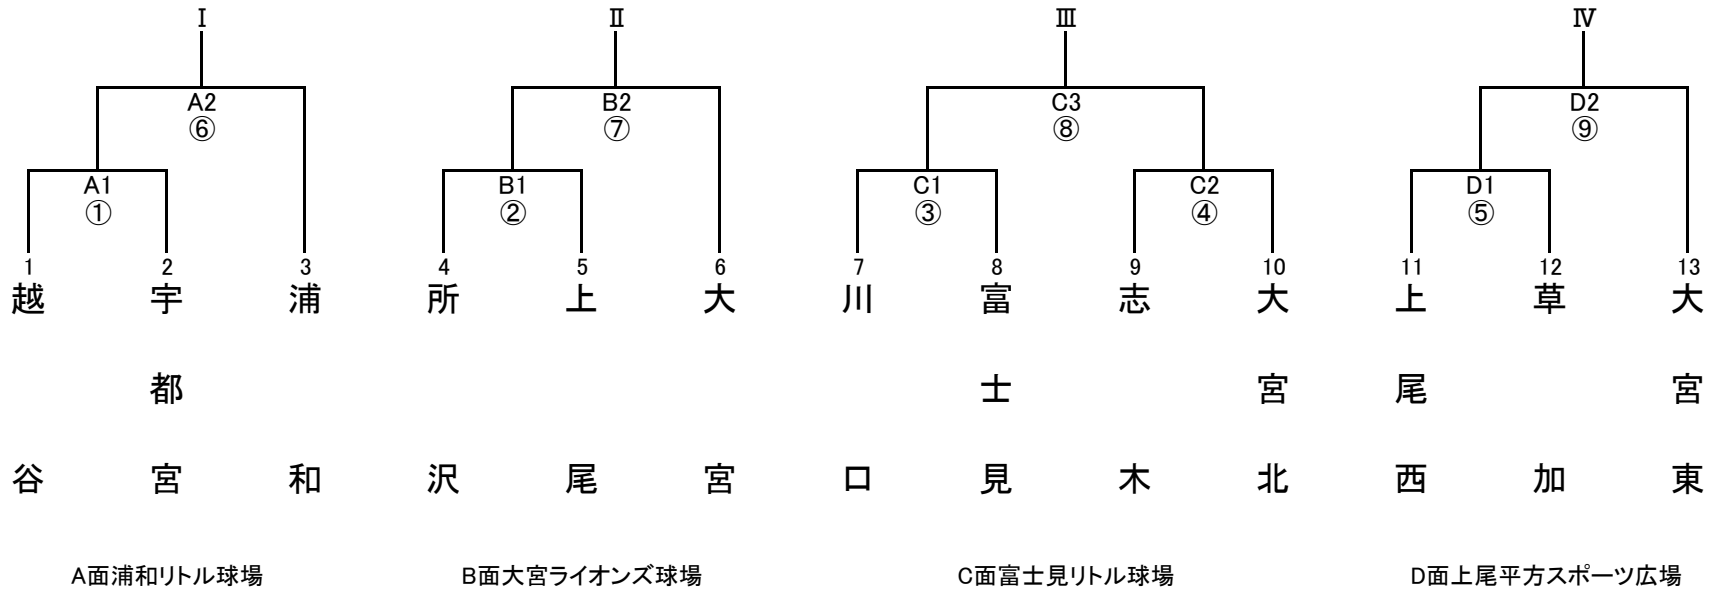 Ⅰ Ⅱ Ⅲ Ⅳ
A2 B2 C3 D2
⑥ ⑦ ⑧ ⑨
A1 B1 C1 C2 D1
① ② ③ ④ ⑤
1 2 3 4 5 6 7 8 9 10 11 12 13
越谷
宇都宮
浦和
所沢
上尾
大宮
川口
富士見
志木
大宮北
上尾西
草加
大宮東
A面浦和リトル球場
B面大宮ライオンズ球場
C面富士見リトル球場
D面上尾平方スポーツ広場